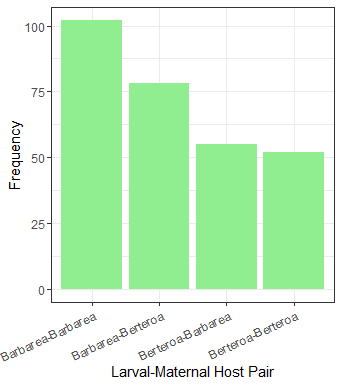 Frequency
100
75
50
25
0
Barbarea-Barbarea
Barbarea-Berteroa
Berteroa-Barbarea
Berteroa-Berteroa
Larval-Maternal Host Pair